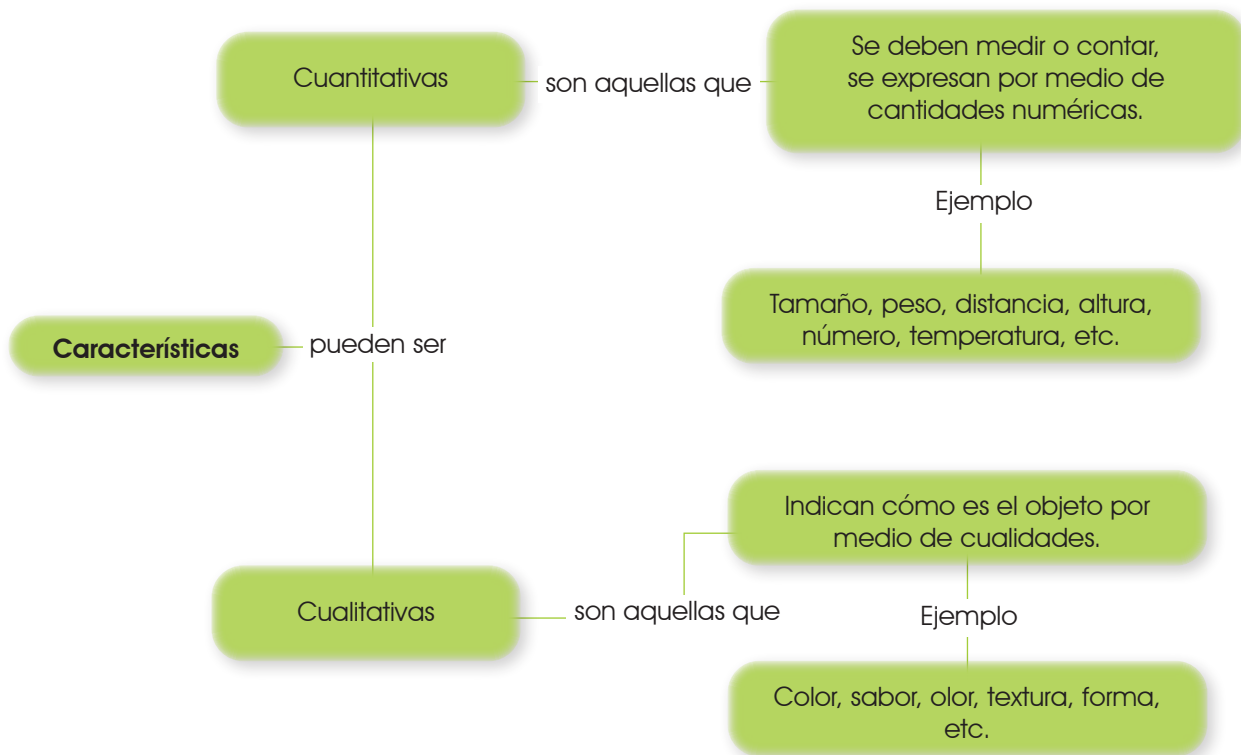 Características
pueden ser
Cuantitativas
son aquellas que
Se deben medir o contar,
se expresan por medio de
cantidades numéricas.
Ejemplo
Tamaño, peso, distancia, altura,
número, temperatura, etc.
Cualitativas
son aquellas que
Indican cómo es el objeto por
medio de cualidades.
Ejemplo
Color, sabor, olor, textura, forma,
etc.